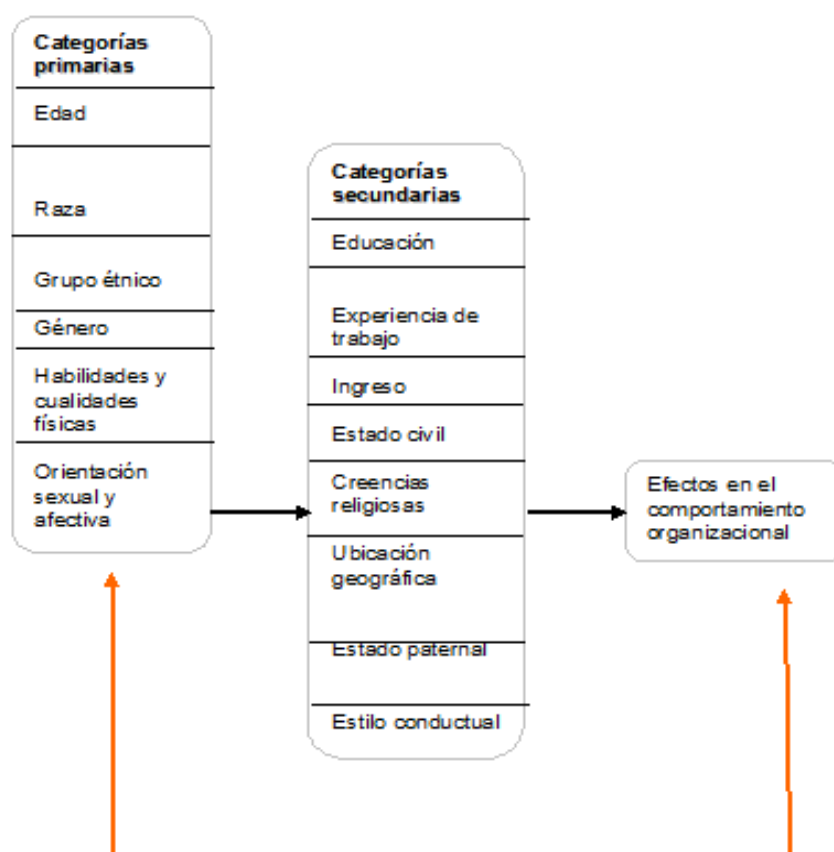 Categorías
primarias
Edad
Raza
Grupo étnico
Género
Habilidades y
cualidades
físicas
Orientación
sexual y
afectiva
Categorías
secundarias
Educación
Experiencia de
trabajo
Ingreso
Estado civil
Creencias
religiosas
Ubicación
geográfica
Estado paternal
Estilo conductual
Efectos en el
comportamiento
organizacional